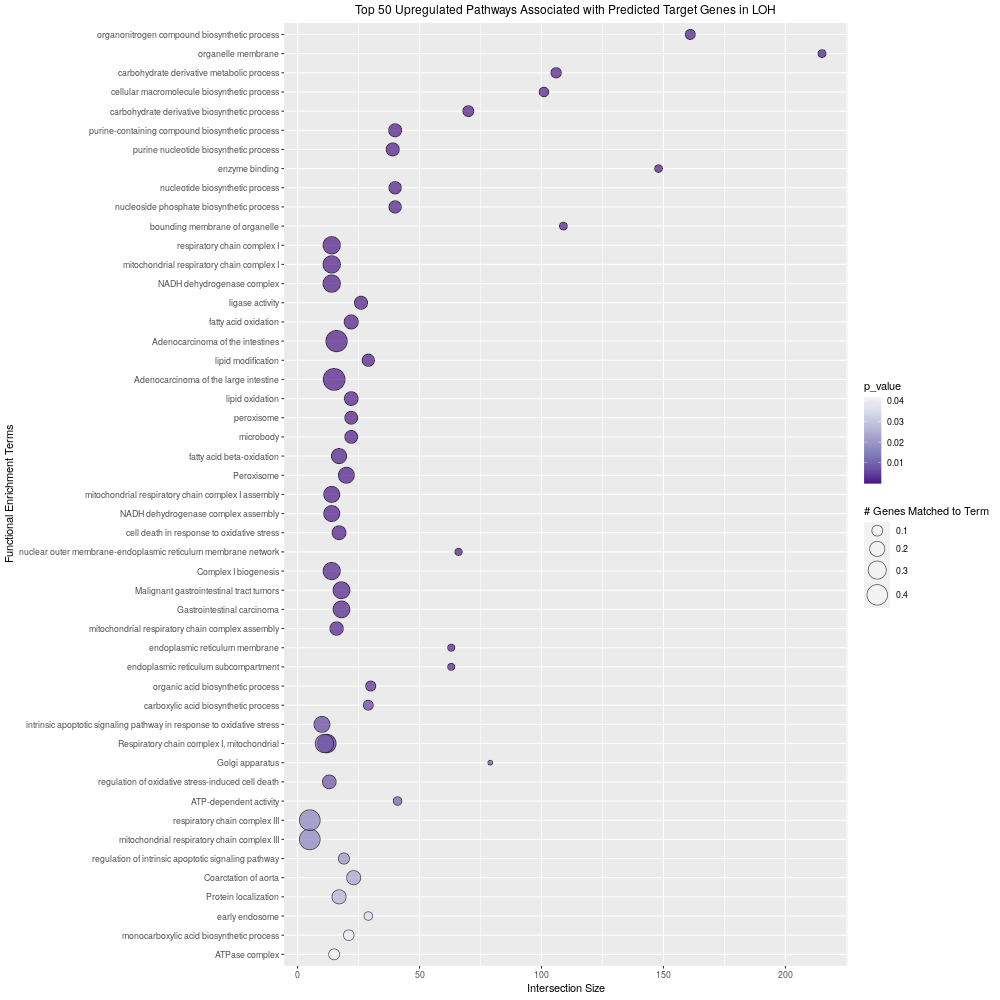 Top 50 Upregulated Pathways Associated with Predicted Target Genes in LOH
Functional Enrichment Terms
organonitrogen compound biosynthetic process
organelle membrane
carbohydrate derivative metabolic process
cellular macromolecule biosynthetic process
carbohydrate derivative biosynthetic process
purine-containing compound biosynthetic process
purine nucleotide biosynthetic process
enzyme binding
nucleotide biosynthetic process
nucleoside phosphate biosynthetic process
bounding membrane of organelle
respiratory chain complex I
mitochondrial respiratory chain complex I
NADH dehydrogenase complex
ligase activity
fatty acid oxidation
Adenocarcinoma of the intestines
lipid modification
Adenocarcinoma of the large intestine
lipid oxidation
peroxisome
microbody
fatty acid beta-oxidation
Peroxisome
mitochondrial respiratory chain complex I assembly
NADH dehydrogenase complex assembly
cell death in response to oxidative stress
nuclear outer membrane-endoplasmic reticulum membrane network
Complex I biogenesis
Malignant gastrointestinal tract tumors
Gastrointestinal carcinoma
mitochondrial respiratory chain complex assembly
endoplasmic reticulum membrane
endoplasmic reticulum subcompartment
organic acid biosynthetic process
carboxylic acid biosynthetic process
intrinsic apoptotic signaling pathway in response to oxidative stress
Respiratory chain complex I, mitochondrial
Golgi apparatus
regulation of oxidative stress-induced cell death
ATP-dependent activity
respiratory chain complex III
mitochondrial respiratory chain complex III
regulation of intrinsic apoptotic signaling pathway
Coarctation of aorta
Protein localization
early endosome
monocarboxylic acid biosynthetic process
ATPase complex
0 50 100 150 200
Intersection Size
p_value
0.04
0.03
0.02
0.01
# Genes Matched to Term
0.1
0.2
0.3
0.4